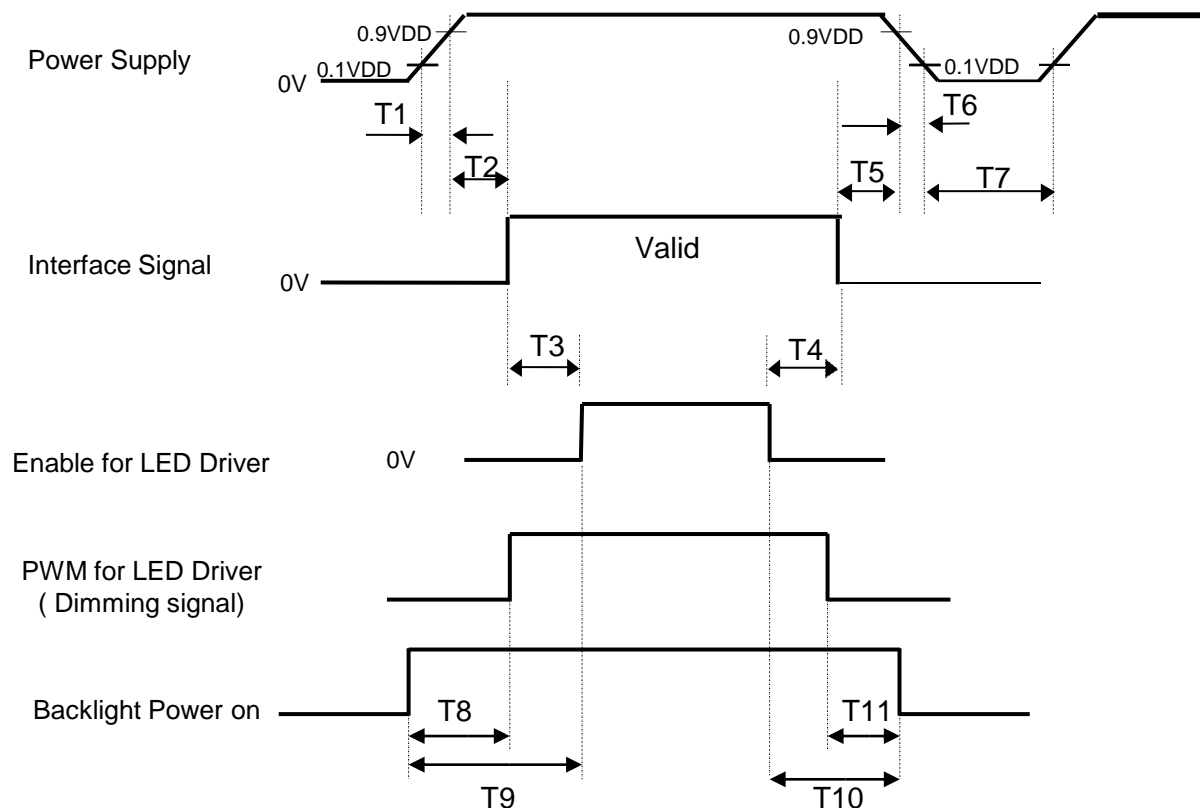 0.9VDD
0.9VDD
Power Supply
0.1VDD
0.1VDD
0V
T1
T6
T2
T5
T7
Valid
Interface Signal
0V
T3
T4
Enable for LED Driver
0V
PWM for LED Driver
( Dimming signal)
Backlight Power on
T8
T11
T9
T10